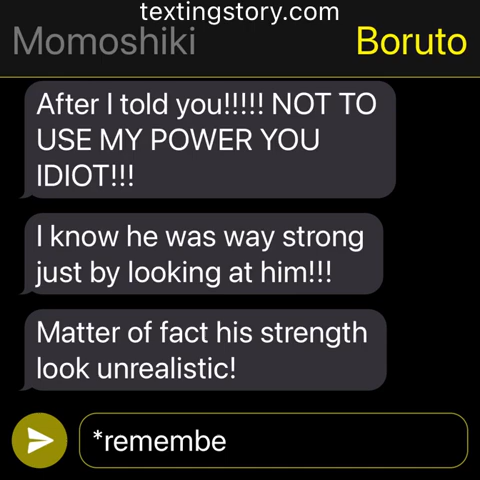 textingstory.com
Momoshiki Boruto
After I told you!!!!! NOT TO
USE MY POWER YOU
IDIOT!!!
I know he was way strong
just by looking at him!!!
Matter of fact his strength
look unrealistic!
*remembe